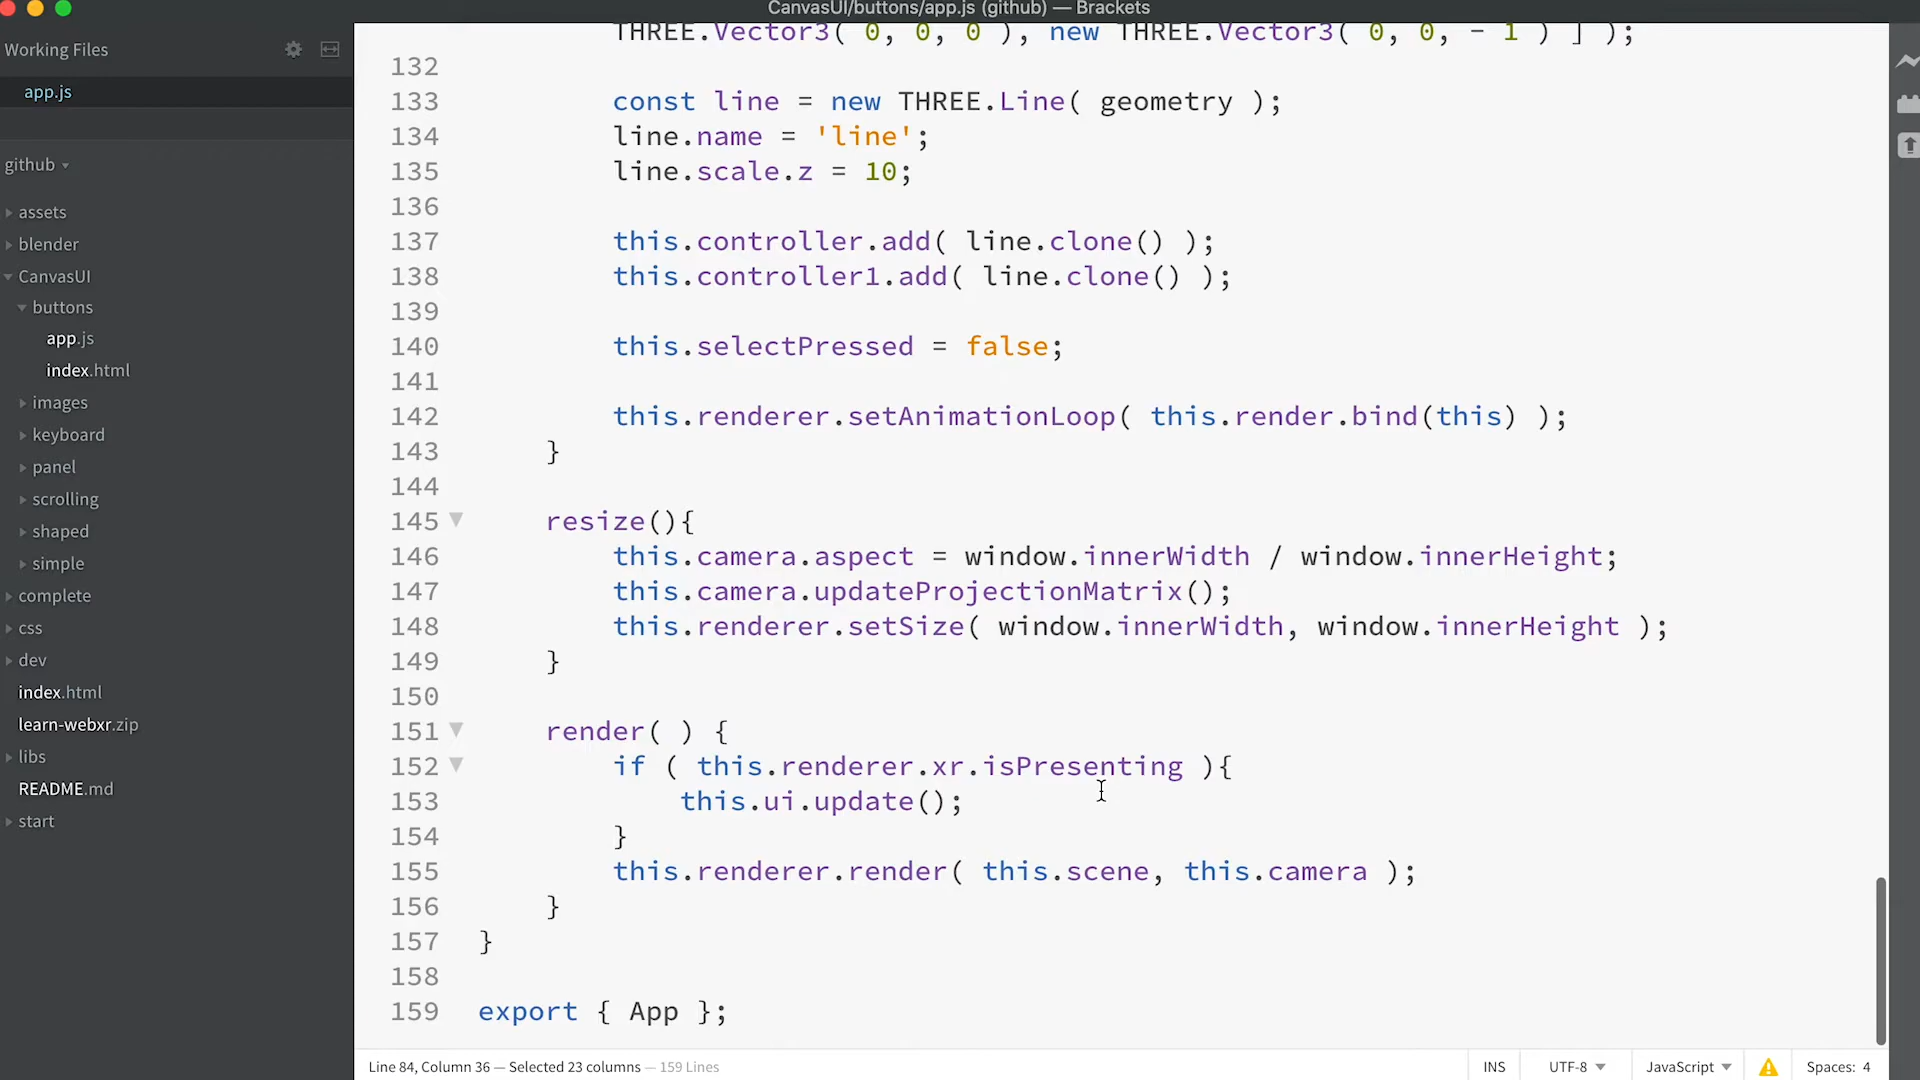 CanvasUI/buttons/app.js (github) — Brackets
Working Files
app.js
github
assets
blender
CanvasUI
buttons
app.js
index.html
images
keyboard
panel
scrolling
shaped
simple
complete
css
dev
index.html
learn-webxr.zip
libs
README.md
start
THREE.Vector3( 0, 0, 0 ), new THREE.Vector3( 0, 0, - 1 ) ] );
132
133 const line = new THREE.Line( geometry );
134 line.name = 'line';
135 line.scale.z = 10;
136
137 this.controller.add( line.clone() );
138 this.controller1.add( line.clone() );
139
140 this.selectPressed = false;
141
142 this.renderer.setAnimationLoop( this.render.bind(this) );
143 }
144
145 resize(){
146 this.camera.aspect = window.innerWidth / window.innerHeight;
147 this.camera.updateProjectionMatrix();
148 this.renderer.setSize( window.innerWidth, window.innerHeight );
149 }
150
151 render( ) {
152 if ( this.renderer.xr.isPresenting ){
153 this.ui.update();
154 }
155 this.renderer.render( this.scene, this.camera );
156 }
157 }
158
159 export { App };
Line 84, Column 36 — Selected 23 columns — 159 Lines
INS UTF-8 JavaScript Spaces: 4